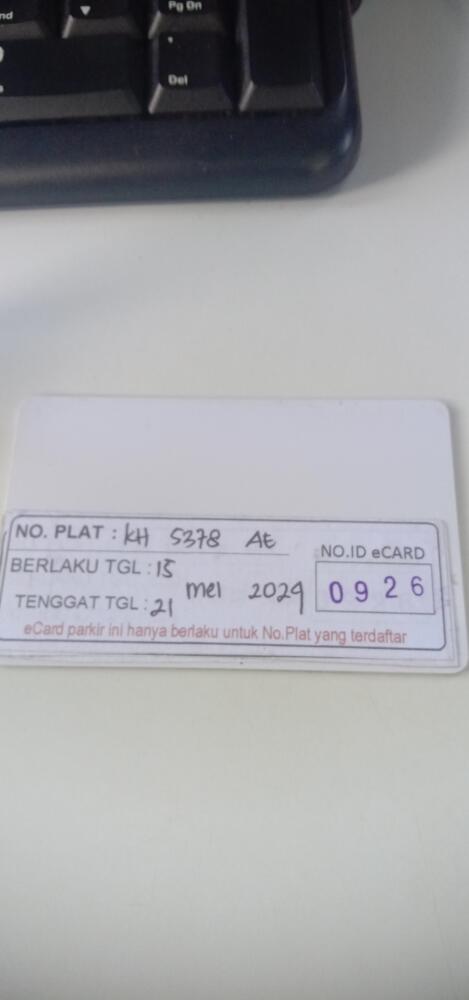 nd
▼
Pg Dn
Del
NO. PLAT : KH 5378 AE
BERLAKU TGL : 15
TENGGAT TGL : 21
mei 2024
NO.ID eCARD
0926
eCard parkir ini hanya berlaku untuk No.Plat yang terdaftar